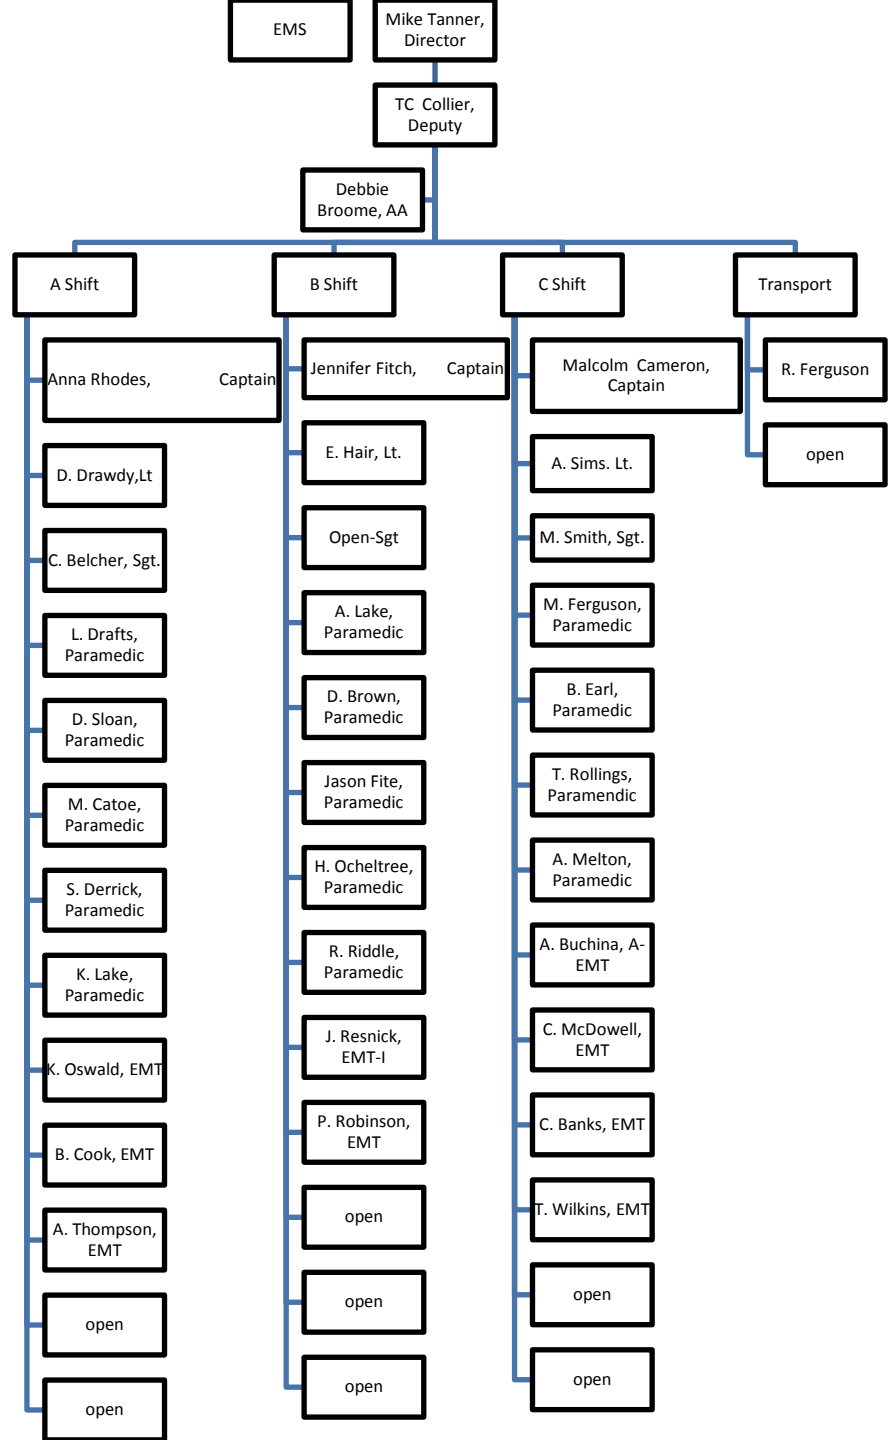 EMS
Mike Tanner,
Director
TC Collier,
Deputy
Debbie
Broome, AA
A Shift
Anna Rhodes, Captain
D. Drawdy,Lt
C. Belcher, Sgt.
L. Drafts,
Paramedic
D. Sloan,
Paramedic
M. Catoe,
Paramedic
S. Derrick,
Paramedic
K. Lake,
Paramedic
K. Oswald, EMT
B. Cook, EMT
A. Thompson,
EMT
open
open
B Shift
Jennifer Fitch, Captain
E. Hair, Lt.
Open-Sgt
A. Lake,
Paramedic
D. Brown,
Paramedic
Jason Fite,
Paramedic
H. Ocheltree,
Paramedic
R. Riddle,
Paramedic
J. Resnick,
EMT-I
P. Robinson,
EMT
open
open
open
C Shift
Malcolm Cameron,
Captain
A. Sims. Lt.
M. Smith, Sgt.
M. Ferguson,
Paramedic
B. Earl,
Paramedic
T. Rollings,
Paramendic
A. Melton,
Paramedic
A. Buchina, A-
EMT
C. McDowell,
EMT
C. Banks, EMT
T. Wilkins, EMT
open
open
Transport
R. Ferguson
open